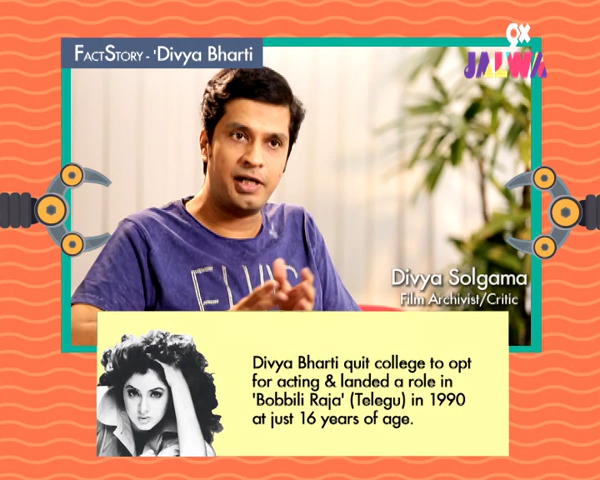 FactStory - 'Divya Bharti
9x
JALWA
Divya Solgama
Film Archivist/Critic
Divya Bharti quit college to opt
for acting & landed a role in
'Bobbili Raja' (Telegu) in 1990
at just 16 years of age.